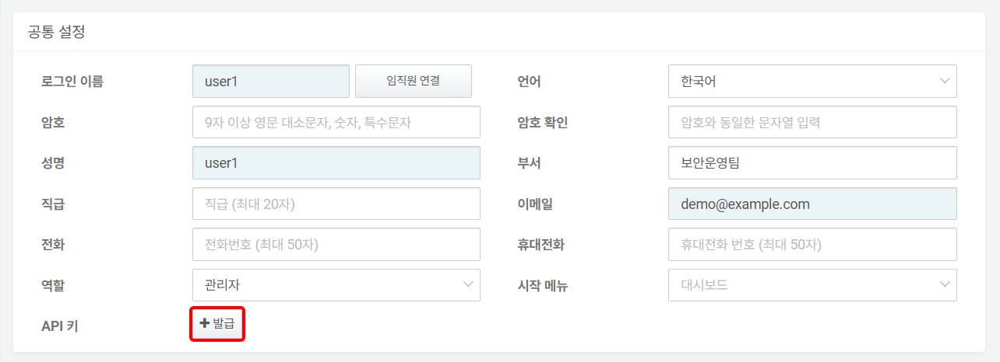 공통 설정
로그인 이름 user1 임직원 연결 언어 한국어
암호 9자 이상 영문 대소문자, 숫자, 특수문자 암호 확인 암호와 동일한 문자열 입력
성명 user1 부서 보안운영팀
직급 직급 (최대 20자) 이메일 demo@example.com
전화 전화번호 (최대 50자) 휴대전화 휴대전화 번호 (최대 50자)
역할 관리자 시작 메뉴 대시보드
API 키 + 발급